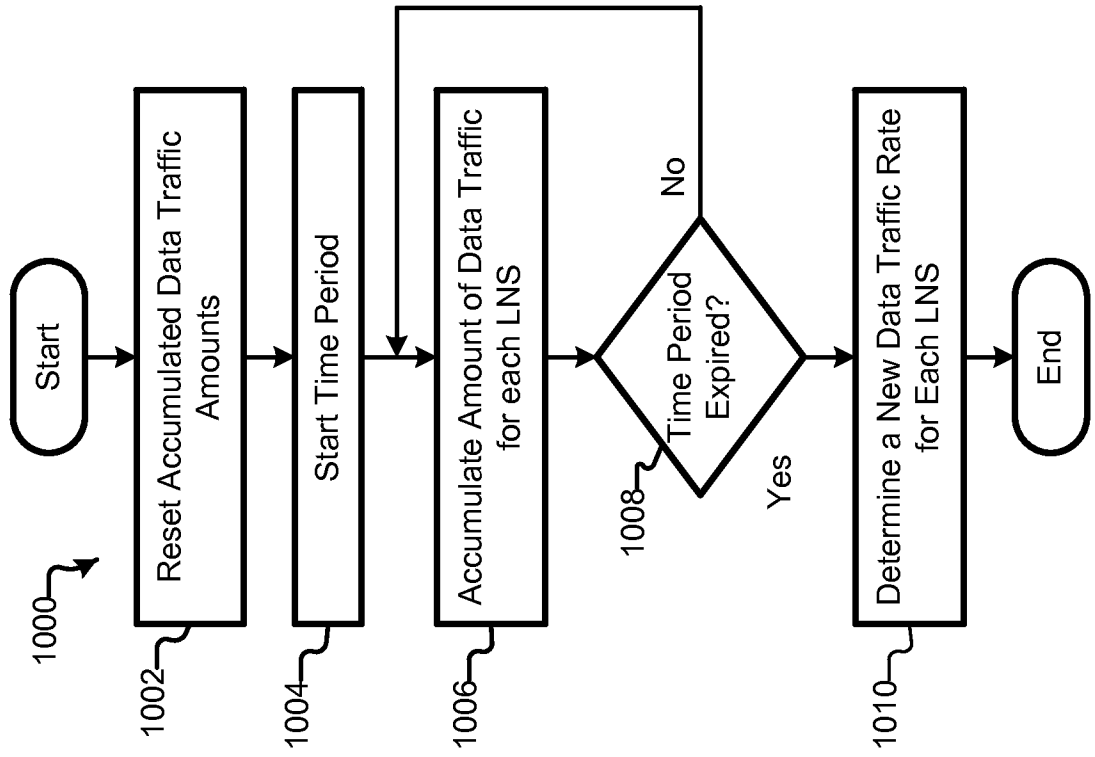 1000
Start
1002
Reset Accumulated Data Traffic
Amounts
1004
Start Time Period
1006
Accumulate Amount of Data Traffic
for each LNS
1008
Time Period
Expired?
No
Yes
1010
Determine a New Data Traffic Rate
for Each LNS
End